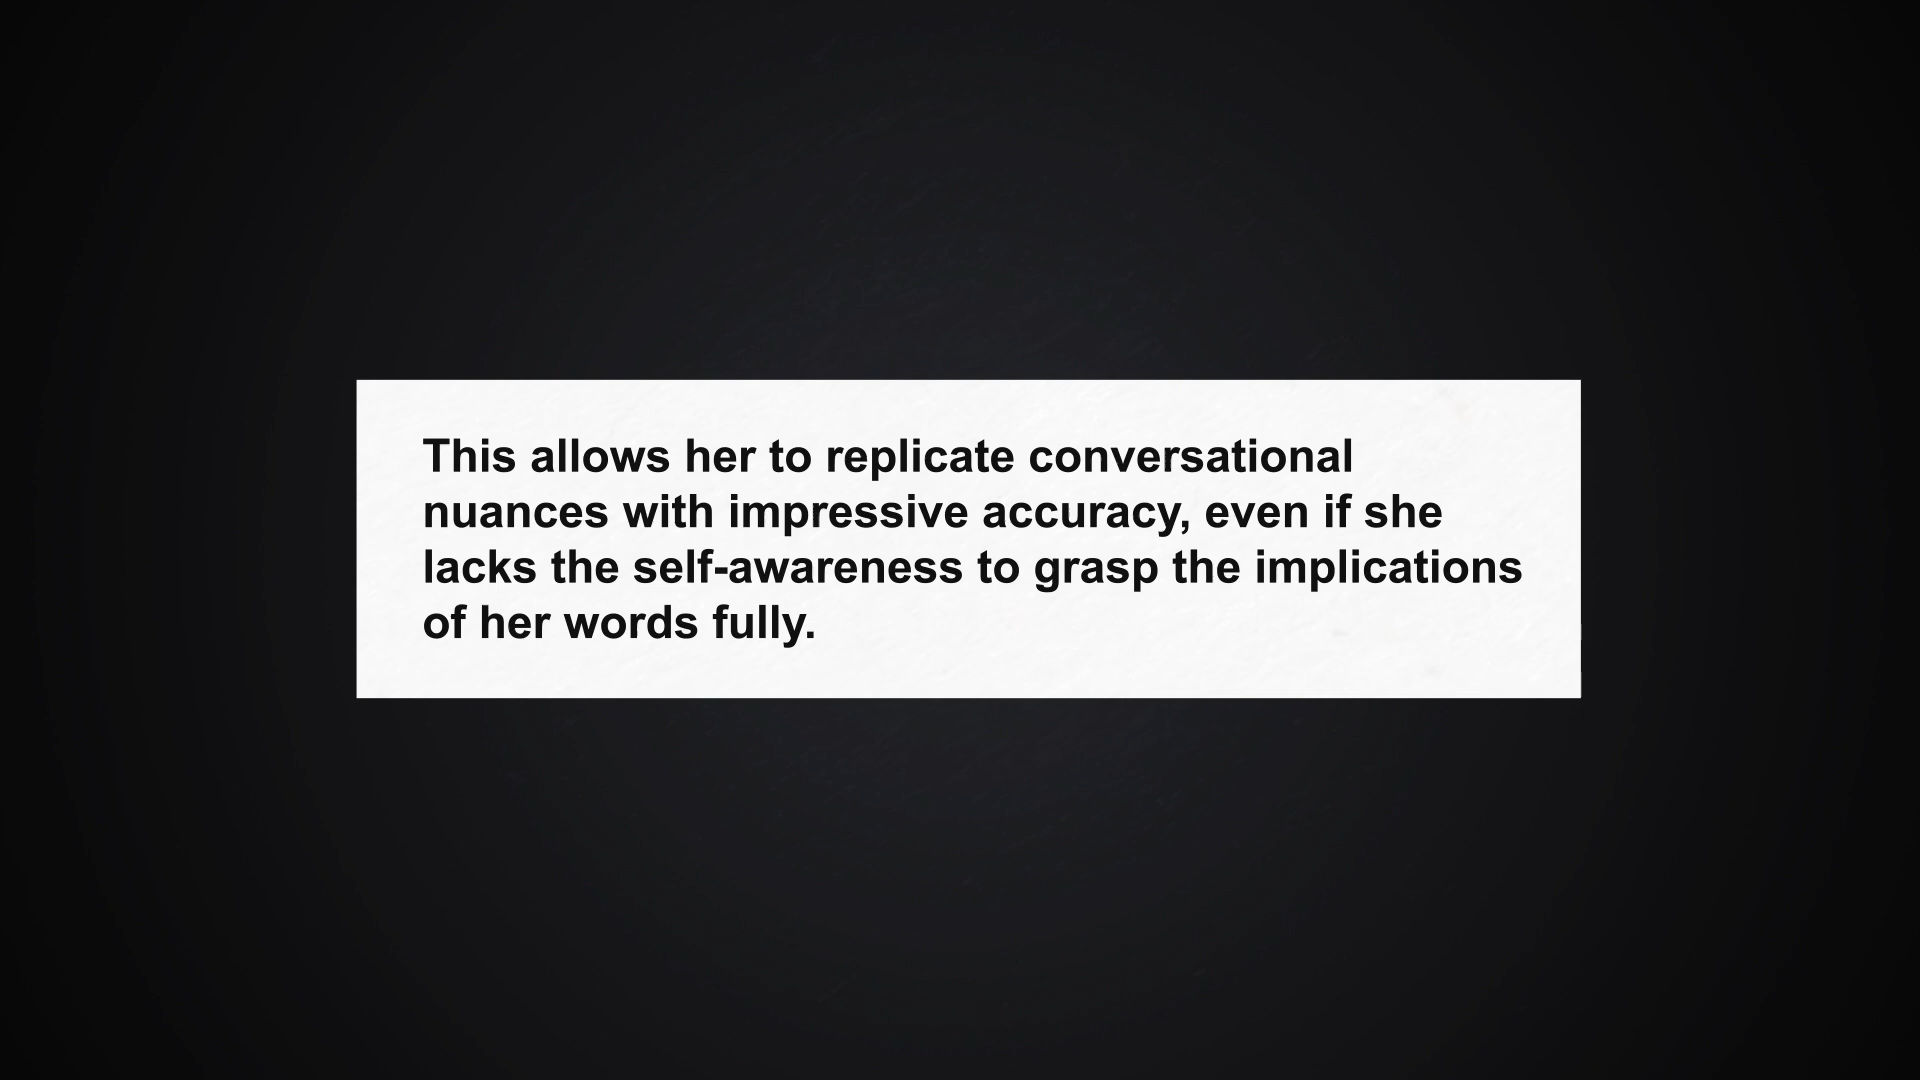 This allows her to replicate conversational
nuances with impressive accuracy, even if she
lacks the self-awareness to grasp the implications
of her words fully.